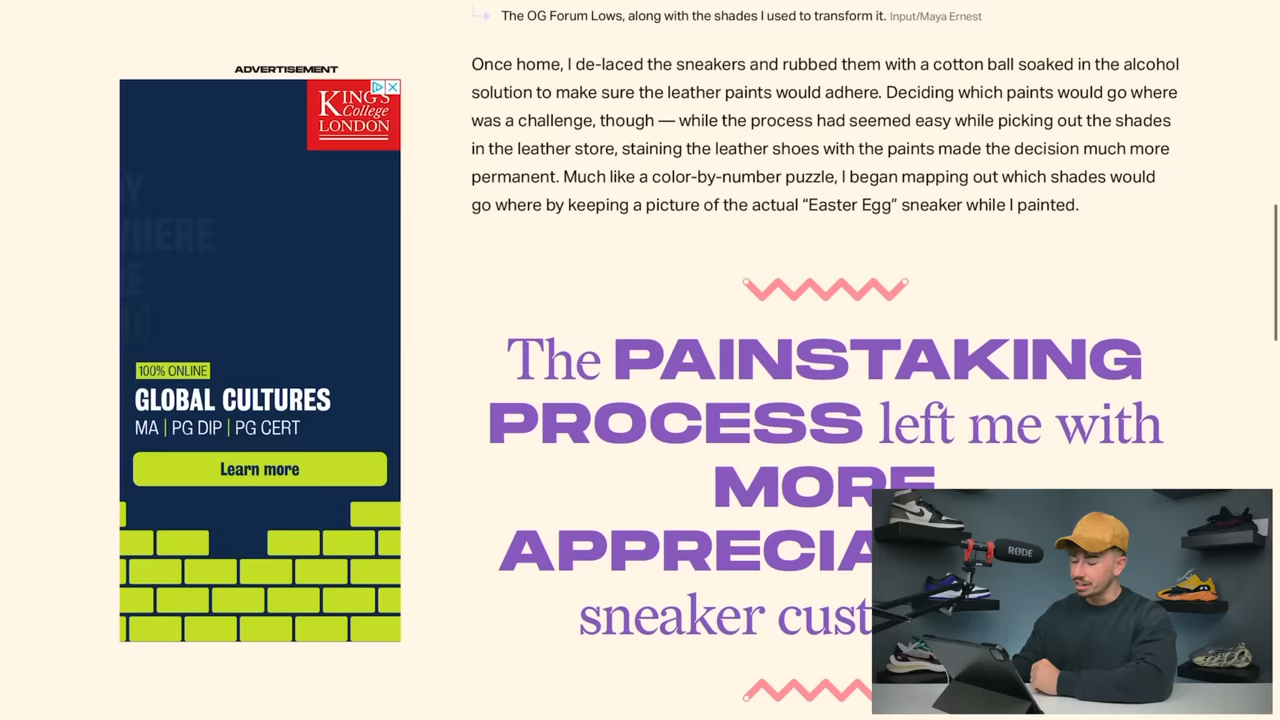 The OG Forum Lows, along with the shades I used to transform it. Input/Maya Ernest
ADVERTISEMENT
KING'S
College
LONDON
100% ONLINE
GLOBAL CULTURES
MA | PG DIP | PG CERT
Learn more
Once home, I de-laced the sneakers and rubbed them with a cotton ball soaked in the alcohol
solution to make sure the leather paints would adhere. Deciding which paints would go where
was a challenge, though — while the process had seemed easy while picking out the shades
in the leather store, staining the leather shoes with the paints made the decision much more
permanent. Much like a color-by-number puzzle, I began mapping out which shades would
go where by keeping a picture of the actual “Easter Egg” sneaker while I painted.
The PAINSTAKING
PROCESS left me with
MORE
APPRECIA
sneaker cust
RØDE